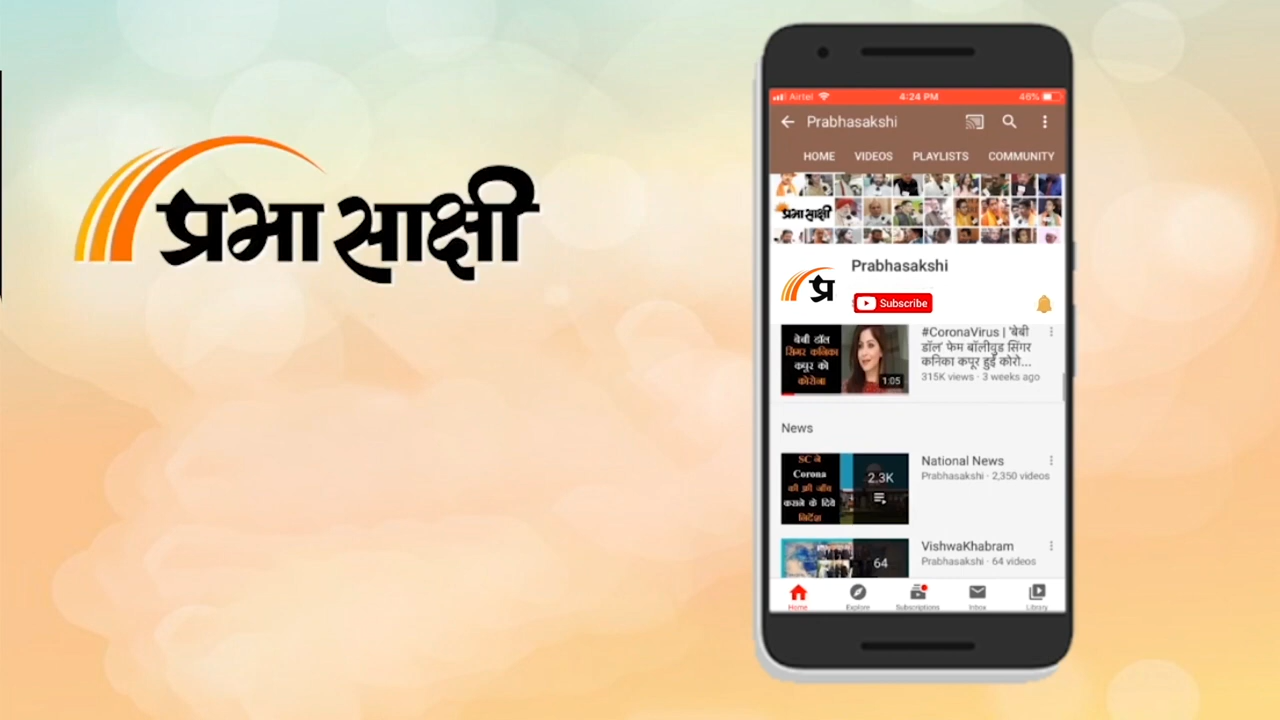 प्रभा साक्षी
Airtel 4:24 PM 46%
Prabhasakshi
HOME VIDEOS PLAYLISTS COMMUNITY
प्रभा साक्षी
Prabhasakshi
प्र
Subscribe
बेबी डॉल
सिंगर कनिका
कपूर को
कोरोना
1:05
#CoronaVirus | 'बेबी
डॉल' फेम बॉलीवुड सिंगर
कनिका कपूर हुईं कोरो...
315K views · 3 weeks ago
News
SC ने
Corona
की फ्री जाँच
कराने के दिये
निर्देश
2.3K
National News
Prabhasakshi · 2,350 videos
64
VishwaKhabram
Prabhasakshi · 64 videos
Home Explore Subscriptions Inbox Library